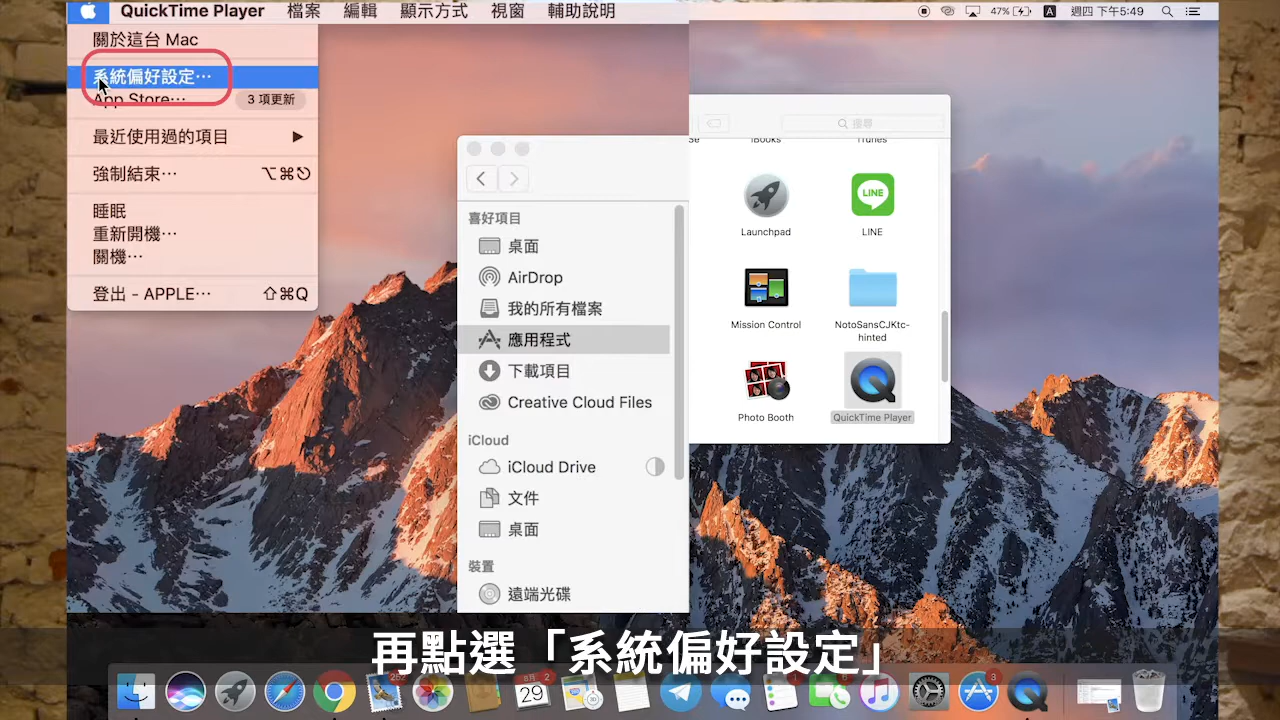 QuickTime Player 檔案 編輯 顯示方式 視窗 輔助說明
47% A 週四 下午5:49
關於這台 Mac
系統偏好設定⋯
App Store⋯ 3 項更新
最近使用過的項目 ▶
強制結束⋯ ⌥⌘⎋
睡眠
重新開機⋯
關機⋯
登出 - APPLE⋯ ⇧⌘Q
喜好項目
桌面
AirDrop
我的所有檔案
應用程式
下載項目
Creative Cloud Files
iCloud
iCloud Drive
文件
桌面
裝置
遠端光碟
搜尋
iBooks
iTunes
Launchpad
LINE
LINE
Mission Control
NotoSansCJKtc-
hinted
Photo Booth
QuickTime Player
再點選「系統偏好設定」
252
8月
2
29
3